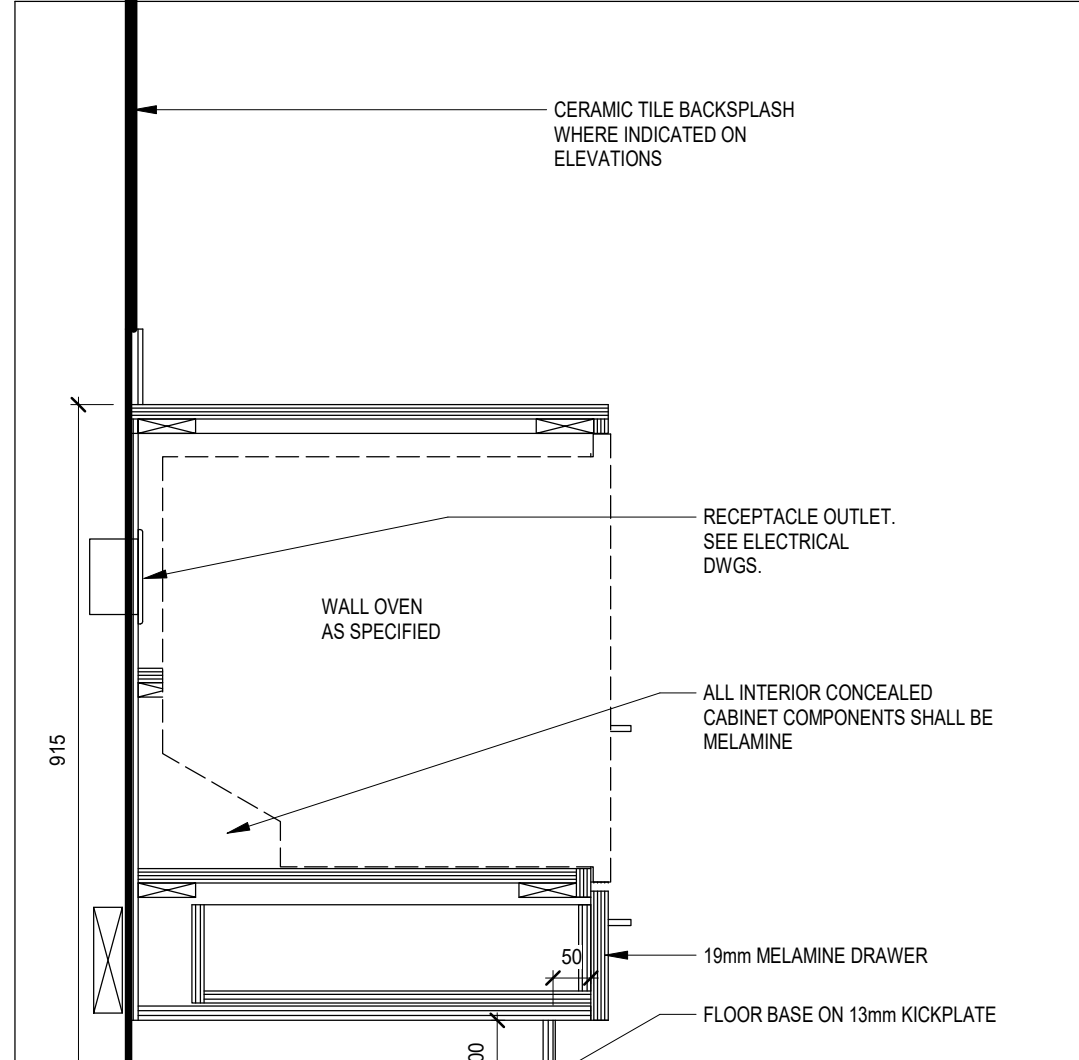 CERAMIC TILE BACKSPLASH
WHERE INDICATED ON
ELEVATIONS
RECEPTACLE OUTLET.
SEE ELECTRICAL
DWGS.
WALL OVEN
AS SPECIFIED
ALL INTERIOR CONCEALED
CABINET COMPONENTS SHALL BE
MELAMINE
915
50
19mm MELAMINE DRAWER
FLOOR BASE ON 13mm KICKPLATE